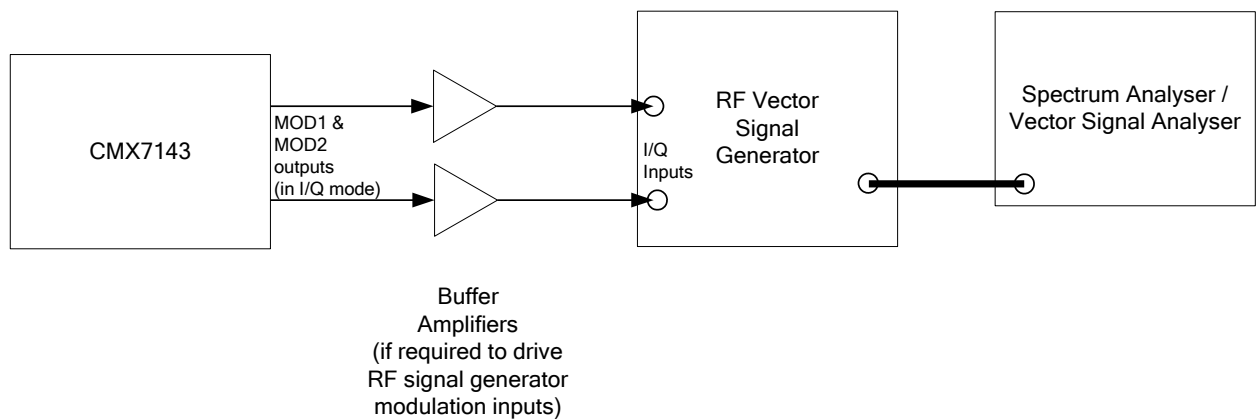 CMX7143
MOD1 &
MOD2
outputs
(in I/Q mode)
I/Q
Inputs
RF Vector
Signal
Generator
Spectrum Analyser /
Vector Signal Analyser
Buffer
Amplifiers
(if required to drive
RF signal generator
modulation inputs)